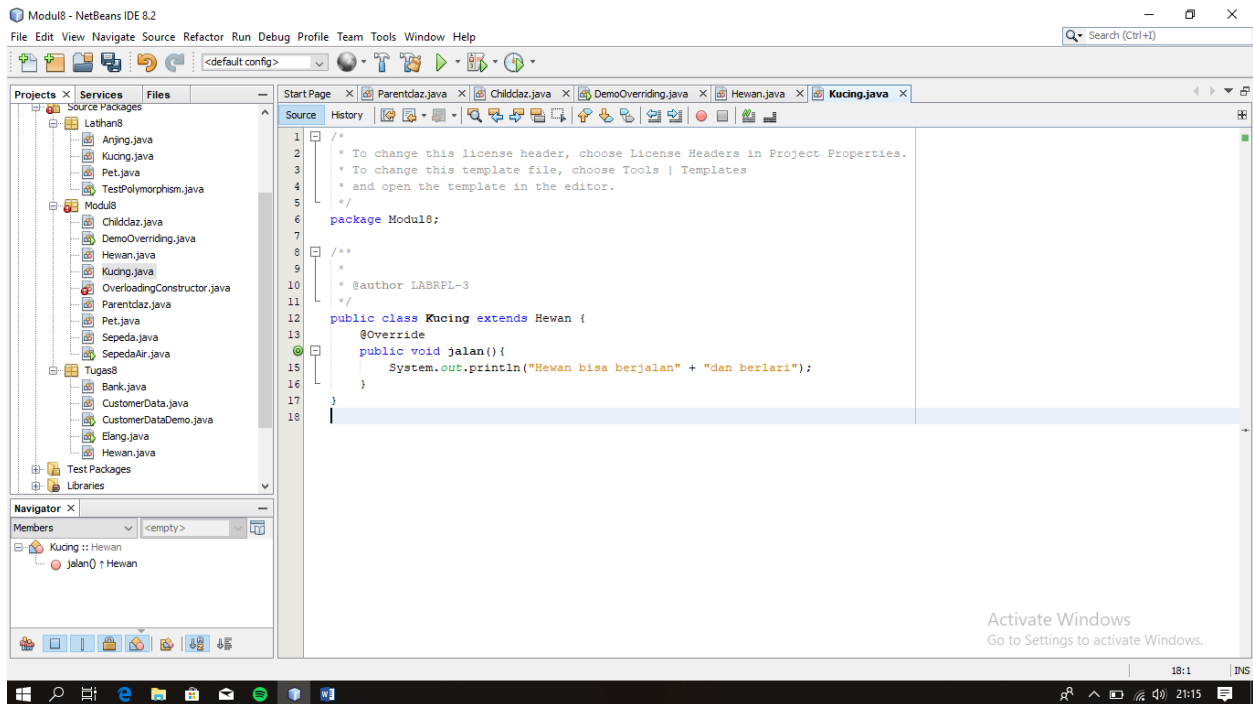 Modul8 - NetBeans IDE 8.2
File Edit View Navigate Source Refactor Run Debug Profile Team Tools Window Help
Search (Ctrl+I)
<default config>
Projects Services Files
Start Page Parentclaz.java Childclaz.java DemoOverriding.java Hewan.java Kucing.java
Source History
Source Packages
Latihan8
Anjing.java
Kucing.java
Pet.java
TestPolymorphism.java
Modul8
Childclaz.java
DemoOverriding.java
Hewan.java
Kucing.java
OverloadingConstructor.java
Parentclaz.java
Pet.java
Sepeda.java
SepedaAir.java
Tugas8
Bank.java
CustomerData.java
CustomerDataDemo.java
Elang.java
Hewan.java
Test Packages
Libraries
1 /*
2 * To change this license header, choose License Headers in Project Properties.
3 * To change this template file, choose Tools | Templates
4 * and open the template in the editor.
5 */
6 package Modul8;
7
8 /**
9 *
10 * @author LABRPL-3
11 */
12 public class Kucing extends Hewan {
13 @Override
public void jalan(){
15 System.out.println("Hewan bisa berjalan" + "dan berlari");
16 }
17 }
18
Navigator
Members <empty>
Kucing :: Hewan
jalan() ↑ Hewan
Activate Windows
Go to Settings to activate Windows.
18:1 INS
21:15